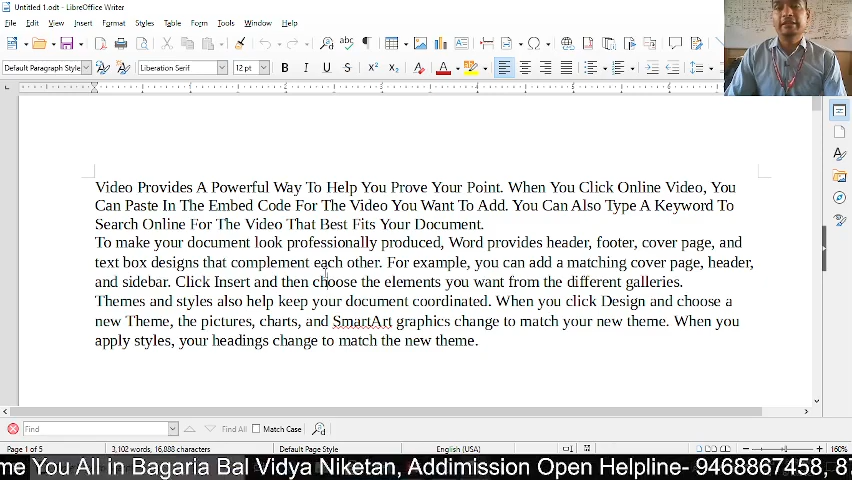 Untitled 1.odt - LibreOffice Writer
File Edit View Insert Format Styles Table Form Tools Window Help
Default Paragraph Style Liberation Serif 12 pt B I U S
Video Provides A Powerful Way To Help You Prove Your Point. When You Click Online Video, You
Can Paste In The Embed Code For The Video You Want To Add. You Can Also Type A Keyword To
Search Online For The Video That Best Fits Your Document.
To make your document look professionally produced, Word provides header, footer, cover page, and
text box designs that complement each other. For example, you can add a matching cover page, header,
and sidebar. Click Insert and then choose the elements you want from the different galleries.
Themes and styles also help keep your document coordinated. When you click Design and choose a
new Theme, the pictures, charts, and SmartArt graphics change to match your new theme. When you
apply styles, your headings change to match the new theme.
Find Find All Match Case
Page 1 of 5 3,102 words, 16,888 characters Default Page Style English (USA) 160%
me You All in Bagaria Bal Vidya Niketan, Addimission Open Helpline- 9468867458, 87